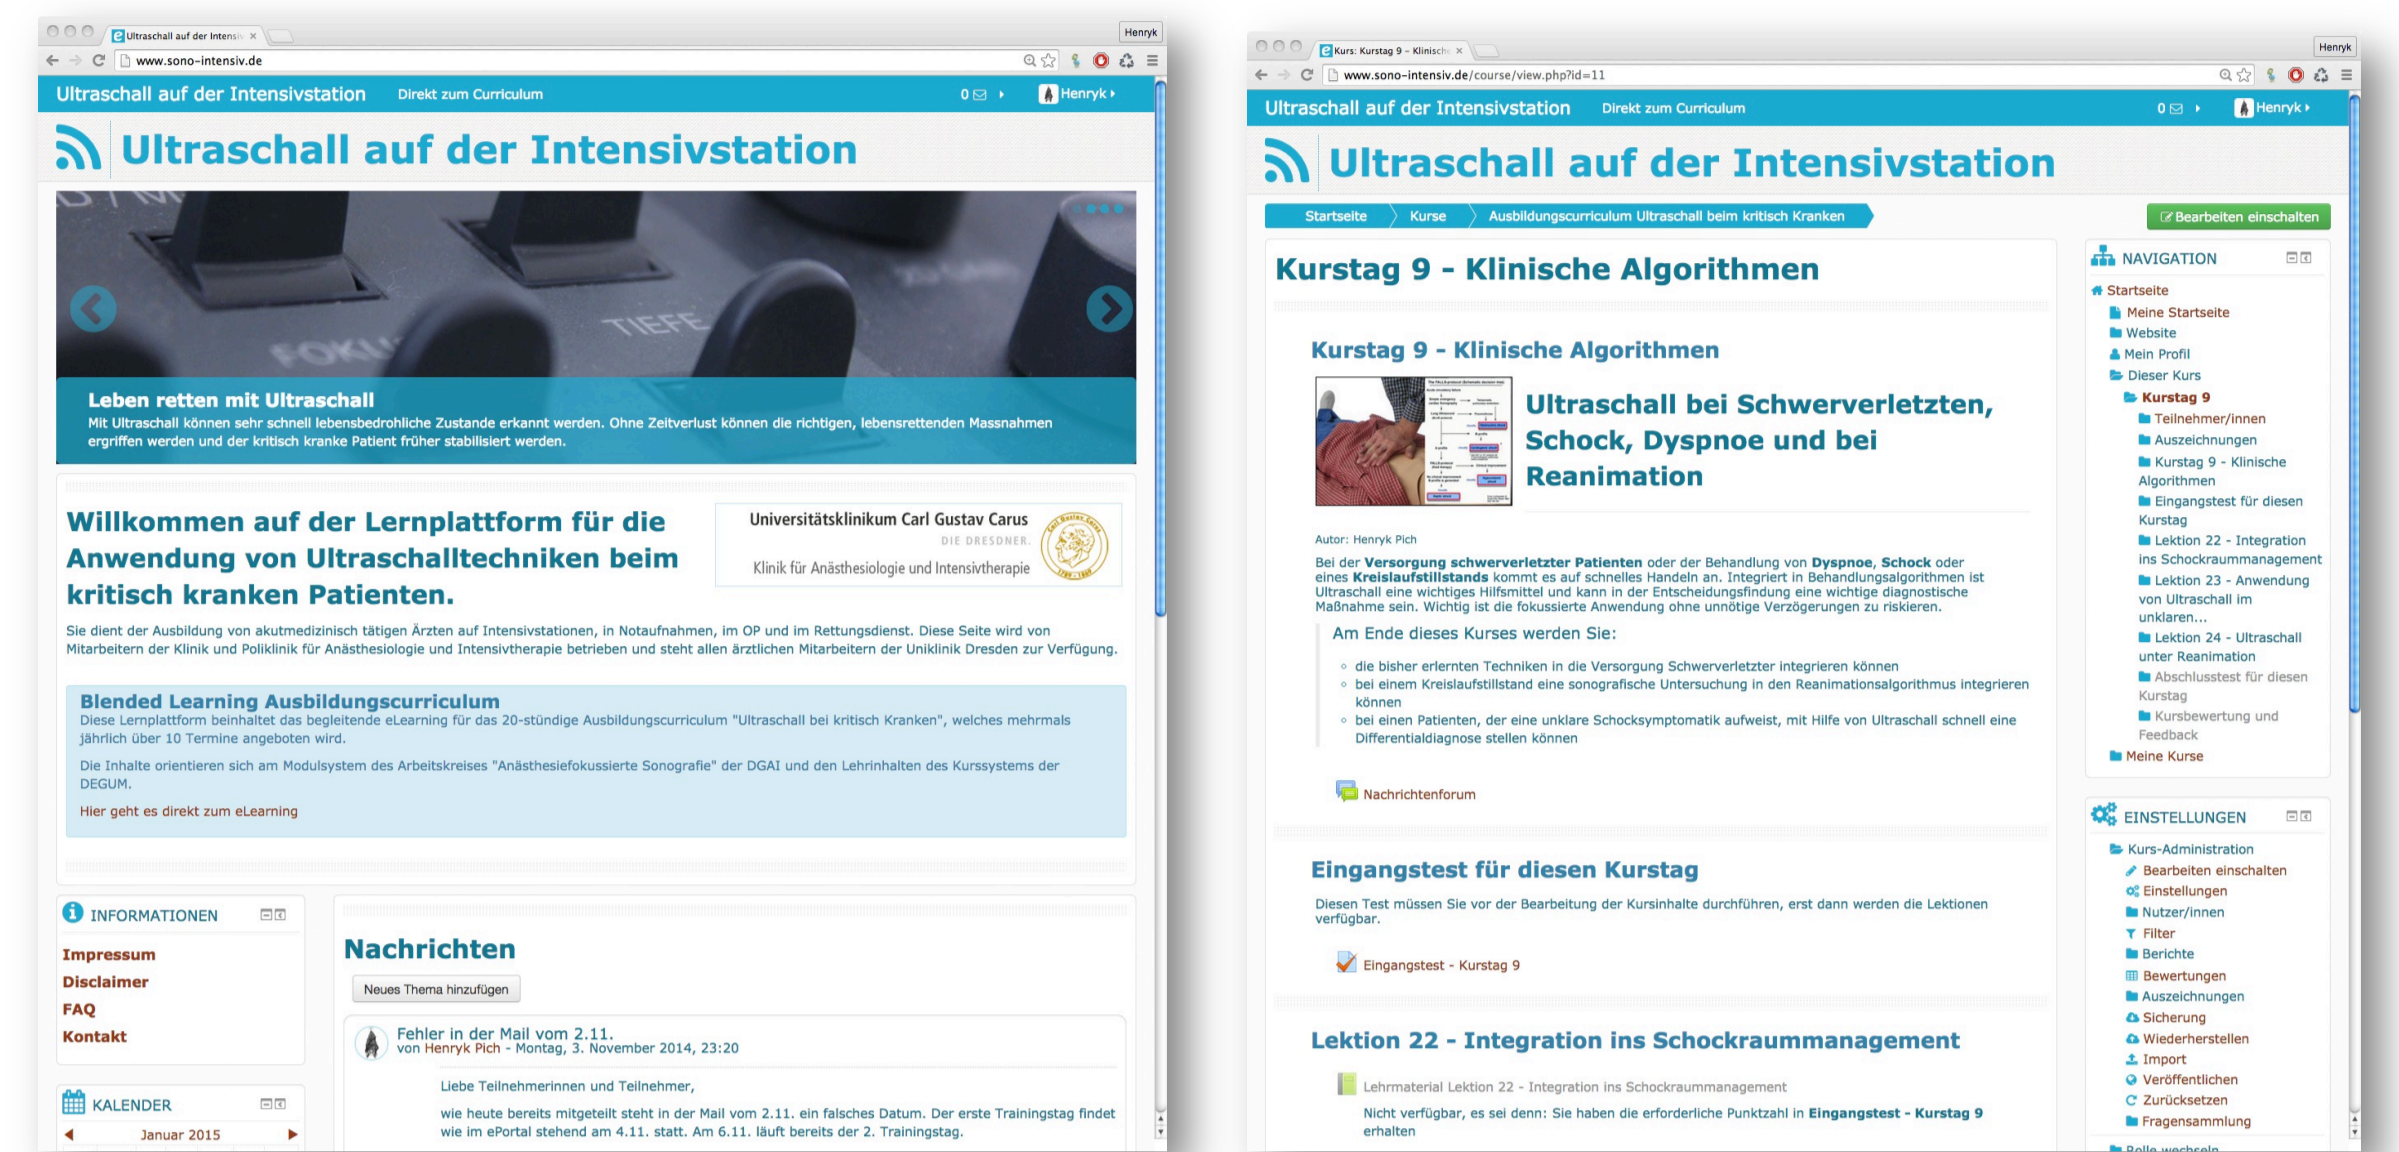 Ultraschall auf der Intensiv
Henryk
www.sono-intensiv.de
Ultraschall auf der Intensivstation
Direkt zum Curriculum
0
Henryk
Ultraschall auf der Intensivstation
FOKUS
TIEFE
Leben retten mit Ultraschall
Mit Ultraschall können sehr schnell lebensbedrohliche Zustande erkannt werden. Ohne Zeitverlust können die richtigen, lebensrettenden Massnahmen
ergriffen werden und der kritisch kranke Patient früher stabilisiert werden.
Willkommen auf der Lernplattform für die
Anwendung von Ultraschalltechniken beim
kritisch kranken Patienten.
Universitätsklinikum Carl Gustav Carus
DIE DRESDNER.
Klinik für Anästhesiologie und Intensivtherapie
Sie dient der Ausbildung von akutmedizinisch tätigen Ärzten auf Intensivstationen, in Notaufnahmen, im OP und im Rettungsdienst. Diese Seite wird von
Mitarbeitern der Klinik und Poliklinik für Anästhesiologie und Intensivtherapie betrieben und steht allen ärztlichen Mitarbeitern der Uniklinik Dresden zur Verfügung.
Blended Learning Ausbildungscurriculum
Diese Lernplattform beinhaltet das begleitende eLearning für das 20-stündige Ausbildungscurriculum "Ultraschall bei kritisch Kranken", welches mehrmals
jährlich über 10 Termine angeboten wird.
Die Inhalte orientieren sich am Modulsystem des Arbeitskreises "Anästhesiefokussierte Sonografie" der DGAI und den Lehrinhalten des Kurssystems der
DEGUM.
Hier geht es direkt zum eLearning
INFORMATIONEN
Impressum
Disclaimer
FAQ
Kontakt
KALENDER
Januar 2015
Nachrichten
Neues Thema hinzufügen
Fehler in der Mail vom 2.11.
von Henryk Pich - Montag, 3. November 2014, 23:20
Liebe Teilnehmerinnen und Teilnehmer,
wie heute bereits mitgeteilt steht in der Mail vom 2.11. ein falsches Datum. Der erste Trainingstag findet
wie im ePortal stehend am 4.11. statt. Am 6.11. läuft bereits der 2. Trainingstag.
Kurs: Kurstag 9 – Klinische
Henryk
www.sono-intensiv.de/course/view.php?id=11
Ultraschall auf der Intensivstation
Direkt zum Curriculum
0
Henryk
Ultraschall auf der Intensivstation
Startseite
Kurse
Ausbildungscurriculum Ultraschall beim kritisch Kranken
Bearbeiten einschalten
Kurstag 9 - Klinische Algorithmen
Kurstag 9 - Klinische Algorithmen
Ultraschall bei Schwerverletzten,
Schock, Dyspnoe und bei
Reanimation
Autor: Henryk Pich
Bei der Versorgung schwerverletzter Patienten oder der Behandlung von Dyspnoe, Schock oder
eines Kreislaufstillstands kommt es auf schnelles Handeln an. Integriert in Behandlungsalgorithmen ist
Ultraschall eine wichtiges Hilfsmittel und kann in der Entscheidungsfindung eine wichtige diagnostische
Maßnahme sein. Wichtig ist die fokussierte Anwendung ohne unnötige Verzögerungen zu riskieren.
Am Ende dieses Kurses werden Sie:
die bisher erlernten Techniken in die Versorgung Schwerverletzter integrieren können
bei einem Kreislaufstillstand eine sonografische Untersuchung in den Reanimationsalgorithmus integrieren
können
bei einen Patienten, der eine unklare Schocksymptomatik aufweist, mit Hilfe von Ultraschall schnell eine
Differentialdiagnose stellen können
Nachrichtenforum
Eingangstest für diesen Kurstag
Diesen Test müssen Sie vor der Bearbeitung der Kursinhalte durchführen, erst dann werden die Lektionen
verfügbar.
Eingangstest - Kurstag 9
Lektion 22 - Integration ins Schockraummanagement
Lehrmaterial Lektion 22 - Integration ins Schockraummanagement
Nicht verfügbar, es sei denn: Sie haben die erforderliche Punktzahl in Eingangstest - Kurstag 9
erhalten
NAVIGATION
Startseite
Meine Startseite
Website
Mein Profil
Dieser Kurs
Kurstag 9
Teilnehmer/innen
Auszeichnungen
Kurstag 9 - Klinische
Algorithmen
Eingangstest für diesen
Kurstag
Lektion 22 - Integration
ins Schockraummanagement
Lektion 23 - Anwendung
von Ultraschall im
unklaren...
Lektion 24 - Ultraschall
unter Reanimation
Abschlusstest für diesen
Kurstag
Kursbewertung und
Feedback
Meine Kurse
EINSTELLUNGEN
Kurs-Administration
Bearbeiten einschalten
Einstellungen
Nutzer/innen
Filter
Berichte
Bewertungen
Auszeichnungen
Sicherung
Wiederherstellen
Import
Veröffentlichen
Zurücksetzen
Fragensammlung
Rolle wechseln